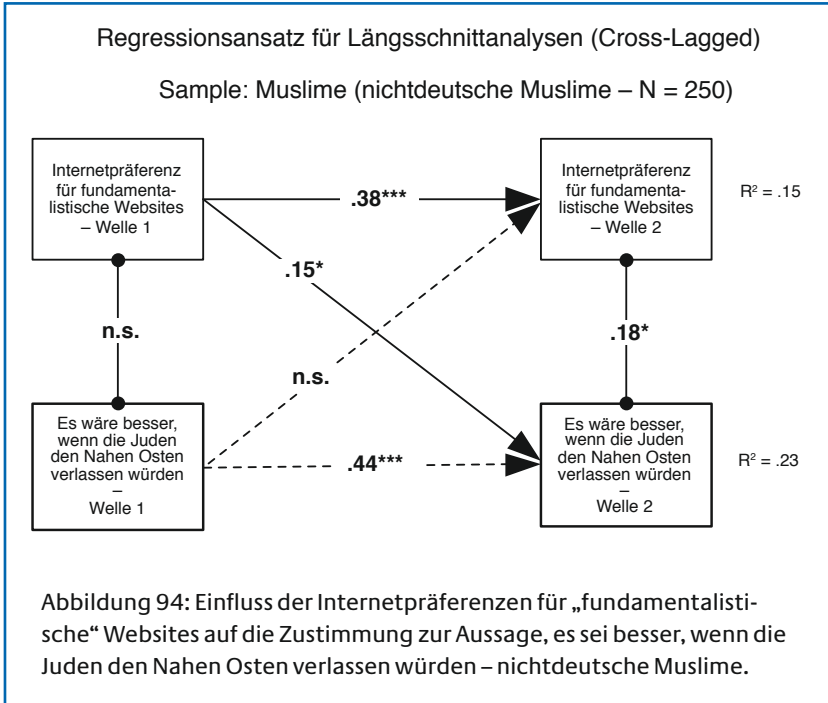 Regressionsansatz für Längsschnittanalysen (Cross-Lagged)
Sample: Muslime (nichtdeutsche Muslime – N = 250)
Internetpräferenz
für fundamenta-
listische Websites
– Welle 1
.38***
Internetpräferenz
für fundamenta-
listische Websites
– Welle 2
R² = .15
.15*
n.s.
n.s.
.18*
Es wäre besser,
wenn die Juden
den Nahen Osten
verlassen würden
–
Welle 1
.44***
Es wäre besser,
wenn die Juden
den Nahen Osten
verlassen würden
–
Welle 2
R² = .23
Abbildung 94: Einfluss der Internetpräferenzen für „fundamentalisti-
sche“ Websites auf die Zustimmung zur Aussage, es sei besser, wenn die
Juden den Nahen Osten verlassen würden – nichtdeutsche Muslime.